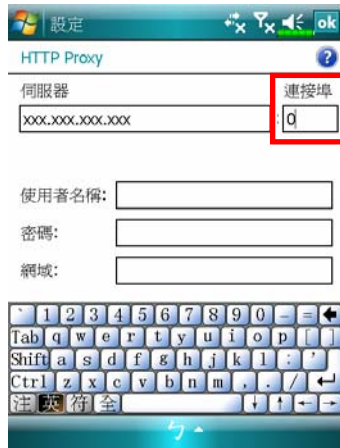 設定 ok
HTTP Proxy ?
伺服器 連接埠
xxx.xxx.xxx.xxx : 0
使用者名稱:
密碼:
網域:
` 1 2 3 4 5 6 7 8 9 0 - =
Tab q w e r t y u i o p [ ]
Shift a s d f g h j k l ; '
Ctrl z x c v b n m , . /
注 英 符 全
ㄅ